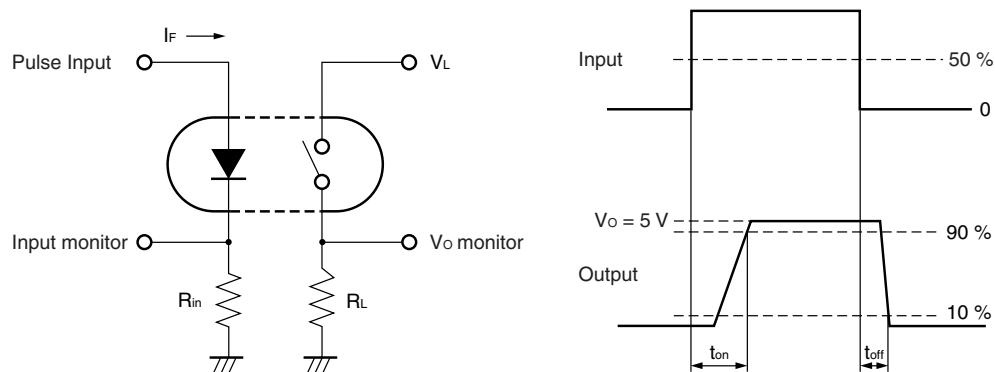 IF
Pulse Input
VL
Input monitor
VO monitor
Rin
RL
Input
50 %
0
VO = 5 V
90 %
Output
10 %
ton
toff